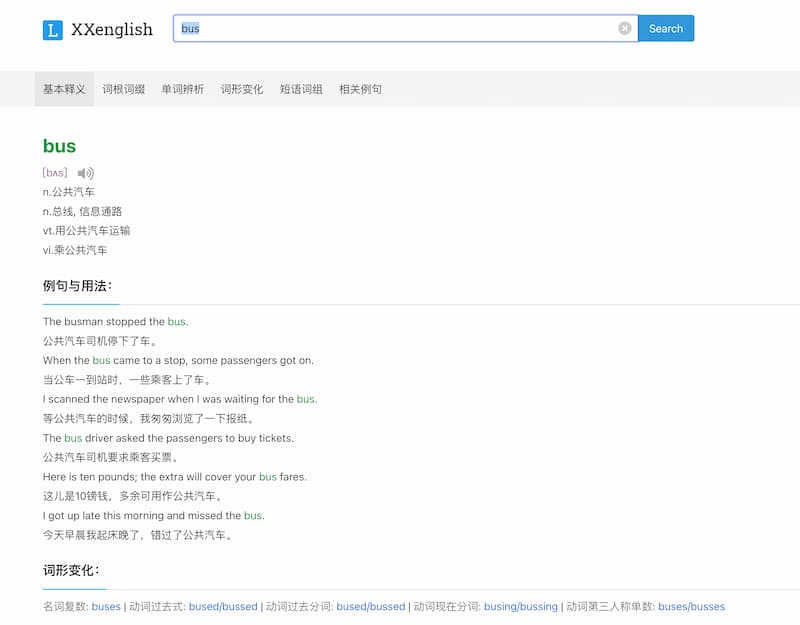 L XXenglish bus Search
基本释义 词根词缀 单词辨析 词形变化 短语词组 相关例句
bus
[bʌs]
n.公共汽车
n.总线, 信息通路
vt.用公共汽车运输
vi.乘公共汽车
例句与用法:
The busman stopped the bus.
公共汽车司机停下了车。
When the bus came to a stop, some passengers got on.
当公车一到站时，一些乘客上了车。
I scanned the newspaper when I was waiting for the bus.
等公共汽车的时候，我匆匆浏览了一下报纸。
The bus driver asked the passengers to buy tickets.
公共汽车司机要求乘客买票。
Here is ten pounds; the extra will cover your bus fares.
这儿是10镑钱，多余可用作公共汽车。
I got up late this morning and missed the bus.
今天早晨我起床晚了，错过了公共汽车。
词形变化:
名词复数: buses | 动词过去式: bused/bussed | 动词过去分词: bused/bussed | 动词现在分词: busing/bussing | 动词第三人称单数: buses/busses